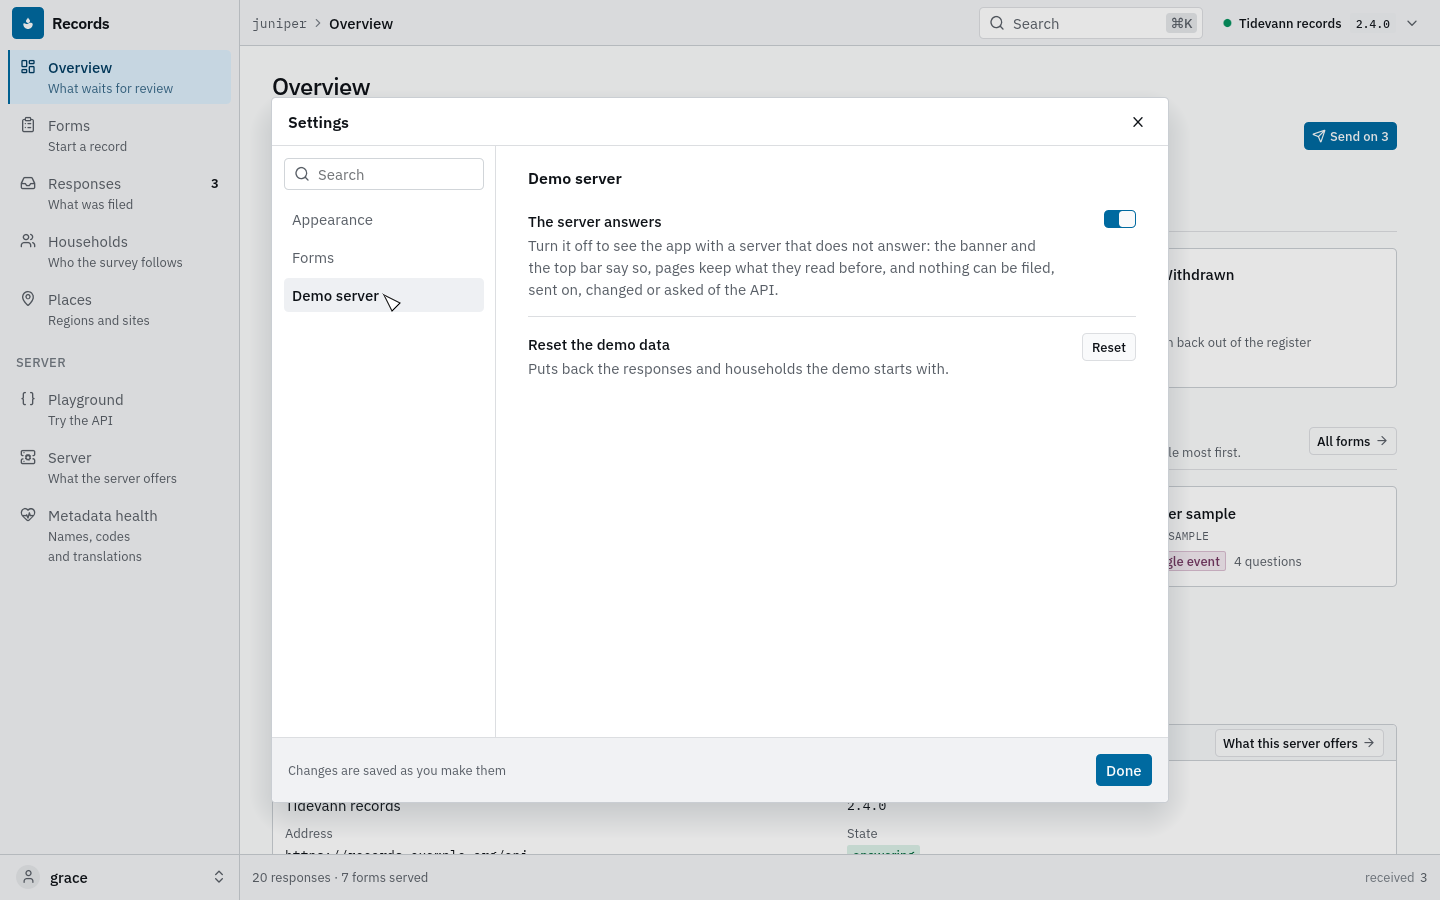 Records
Overview
What waits for review
Forms
Start a record
Responses
3
What was filed
Households
Who the survey follows
Places
Regions and sites
SERVER
Playground
Try the API
Server
What the server offers
Metadata health
Names, codes
and translations
grace
juniper
Overview
Search
⌘K
Tidevann records
2.4.0
Overview
Send on 3
Settings
Search
Appearance
Forms
Demo server
Demo server
The server answers
Turn it off to see the app with a server that does not answer: the banner and
the top bar say so, pages keep what they read before, and nothing can be filed,
sent on, changed or asked of the API.
Reset the demo data
Reset
Puts back the responses and households the demo starts with.
Changes are saved as you make them
Done
Withdrawn
back out of the register
All forms
most first.
sample
SAMPLE
event
4 questions
What this server offers
Tidevann records
2.4.0
Address
State
https://records.example.org/api
answering
20 responses · 7 forms served
received 3